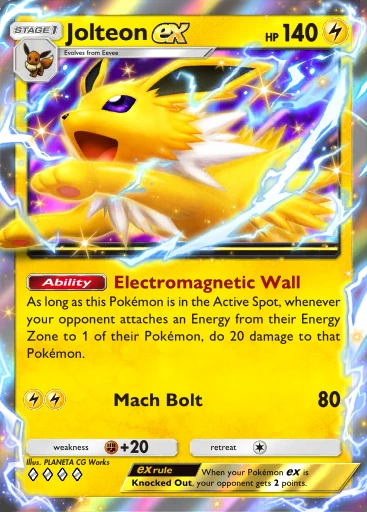 STAGE 1 Jolteon ex HP 140
Evolves from Eevee
Ability Electromagnetic Wall
As long as this Pokémon is in the Active Spot, whenever
your opponent attaches an Energy from their Energy
Zone to 1 of their Pokémon, do 20 damage to that
Pokémon.
Mach Bolt 80
weakness +20 retreat
Illus. PLANETA CG Works
ex rule When your Pokémon ex is
Knocked Out, your opponent gets 2 points.